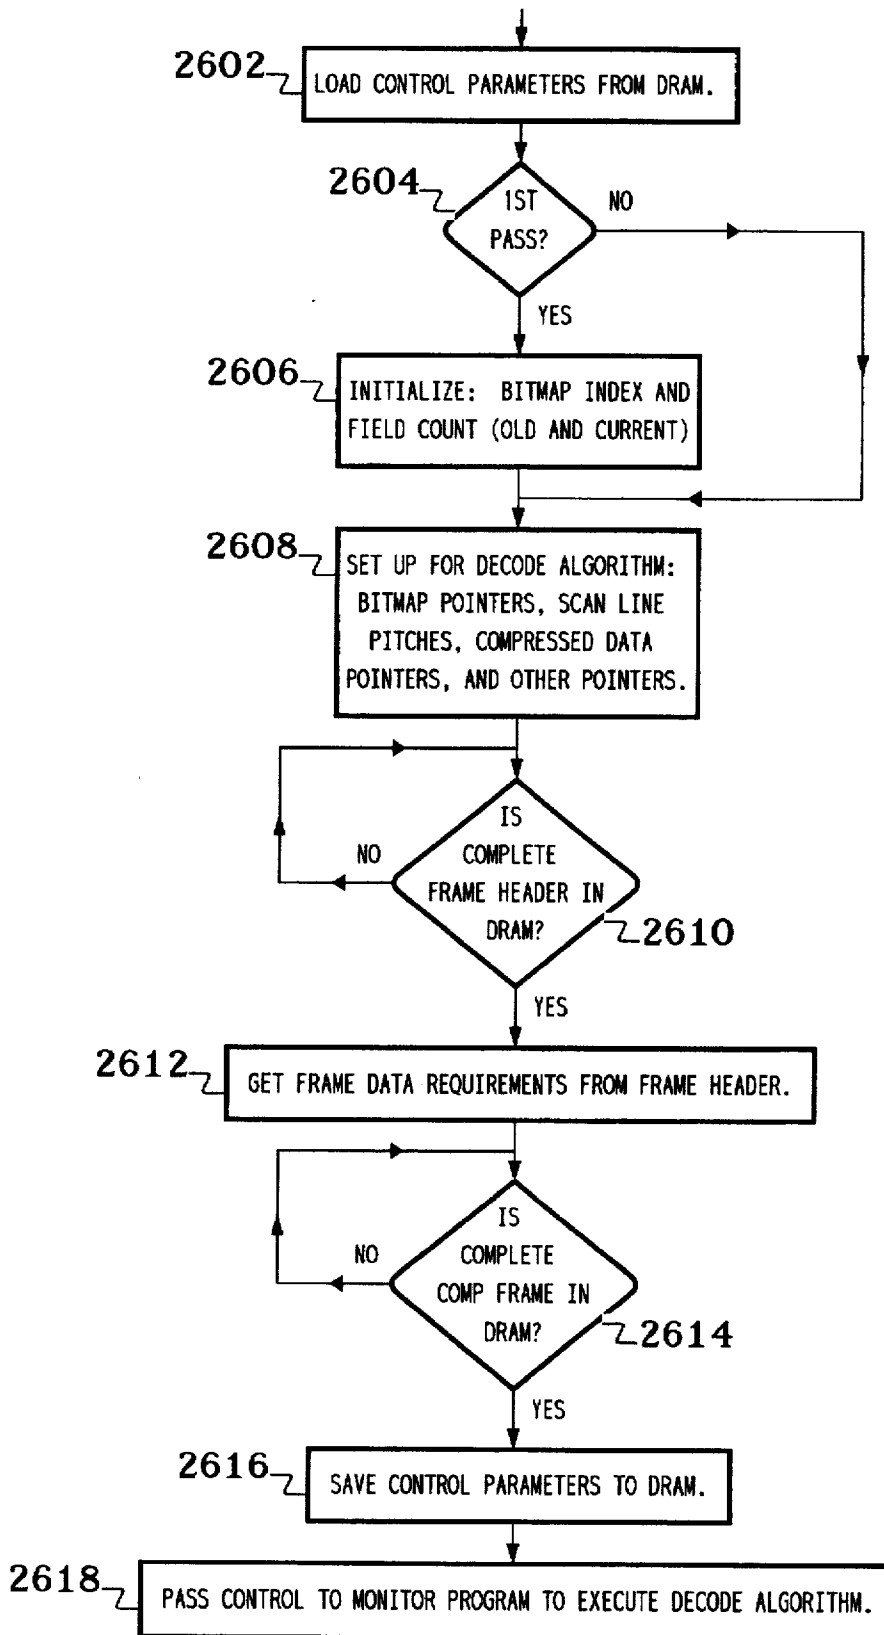 2602
LOAD CONTROL PARAMETERS FROM DRAM.
2604
1ST
PASS?
NO
YES
2606
INITIALIZE: BITMAP INDEX AND
FIELD COUNT (OLD AND CURRENT)
2608
SET UP FOR DECODE ALGORITHM:
BITMAP POINTERS, SCAN LINE
PITCHES, COMPRESSED DATA
POINTERS, AND OTHER POINTERS.
IS
COMPLETE
FRAME HEADER IN
DRAM?
NO
2610
YES
2612
GET FRAME DATA REQUIREMENTS FROM FRAME HEADER.
IS
COMPLETE
COMP FRAME IN
DRAM?
NO
2614
YES
2616
SAVE CONTROL PARAMETERS TO DRAM.
2618
PASS CONTROL TO MONITOR PROGRAM TO EXECUTE DECODE ALGORITHM.